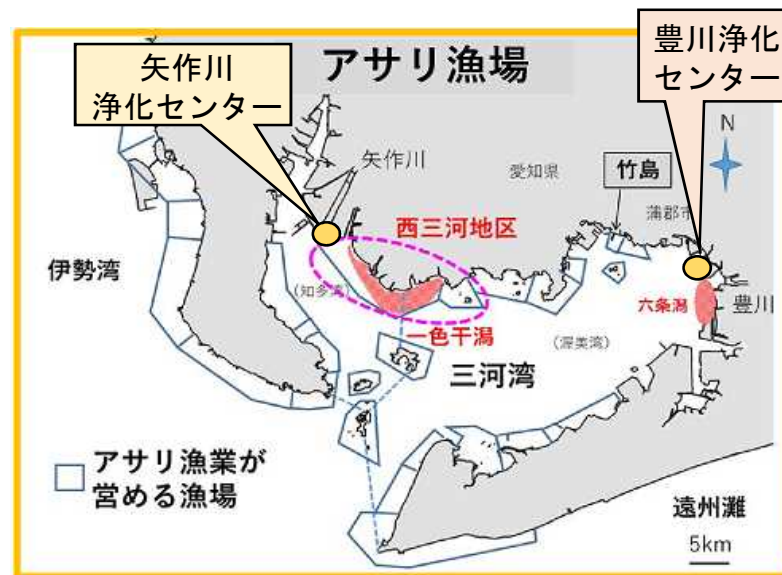 アサリ漁場
矢作川
浄化センター
豊川浄化
センター
N
矢作川
愛知県
竹島
蒲郡市
西三河地区
伊勢湾
(知多湾)
六条潟
豊川
一色干潟
(渥美湾)
三河湾
アサリ漁業が
営める漁場
遠州灘
5km